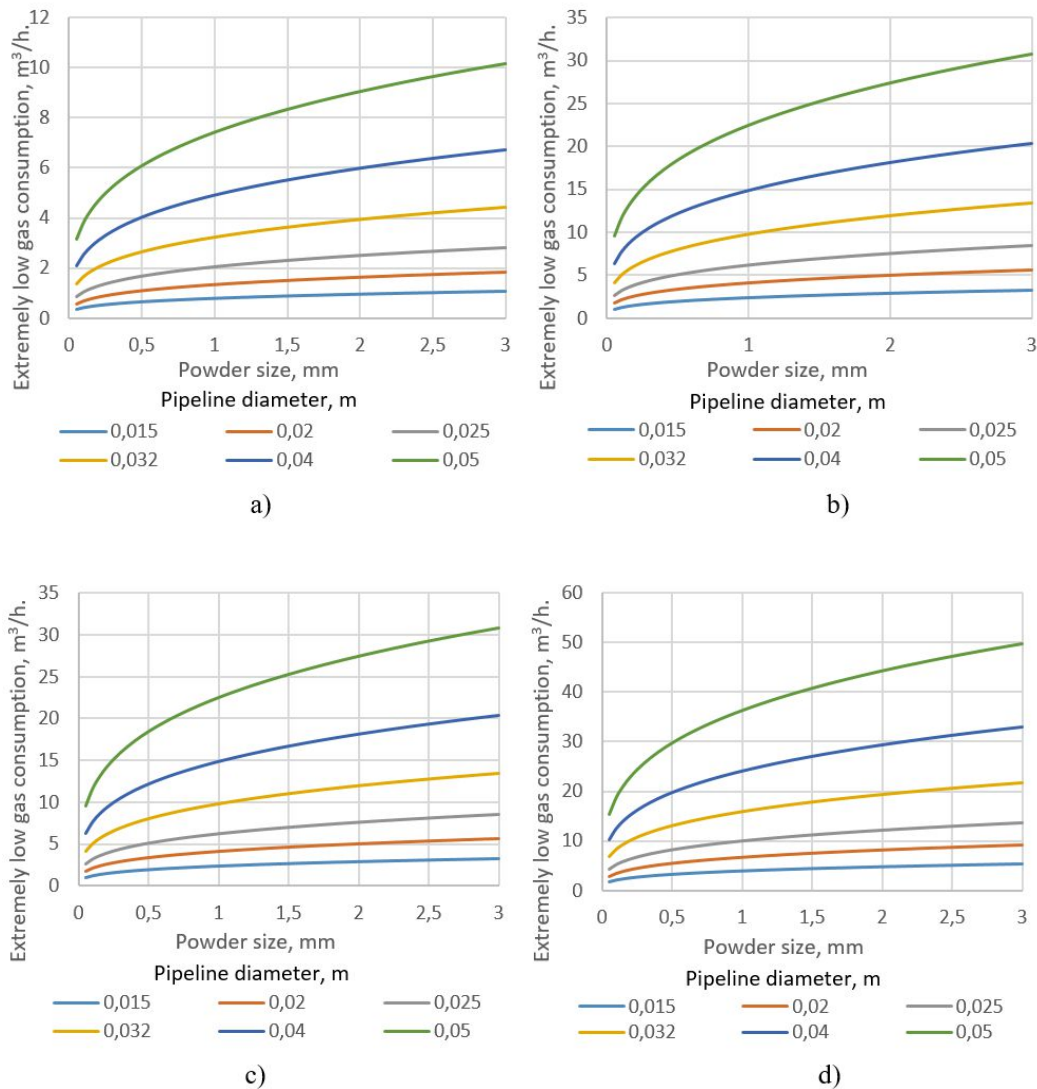 Extremely low gas consumption, m³/h.
12
10
8
6
4
2
0
0 0,5 1 1,5 2 2,5 3
Powder size, mm
Pipeline diameter, m
0,015 0,02 0,025
0,032 0,04 0,05
a)
Extremely low gas consumption, m³/h.
35
30
25
20
15
10
5
0
0 1 2 3
Powder size, mm
Pipeline diameter, m
0,015 0,02 0,025
0,032 0,04 0,05
b)
Extremely low gas consumption, m³/h.
35
30
25
20
15
10
5
0
0 0,5 1 1,5 2 2,5 3
Powder size, mm
Pipeline diameter, m
0,015 0,02 0,025
0,032 0,04 0,05
c)
Extremely low gas consumption, m³/h.
60
50
40
30
20
10
0
0 0,5 1 1,5 2 2,5 3
Powder size, mm
Pipeline diameter, m
0,015 0,02 0,025
0,032 0,04 0,05
d)